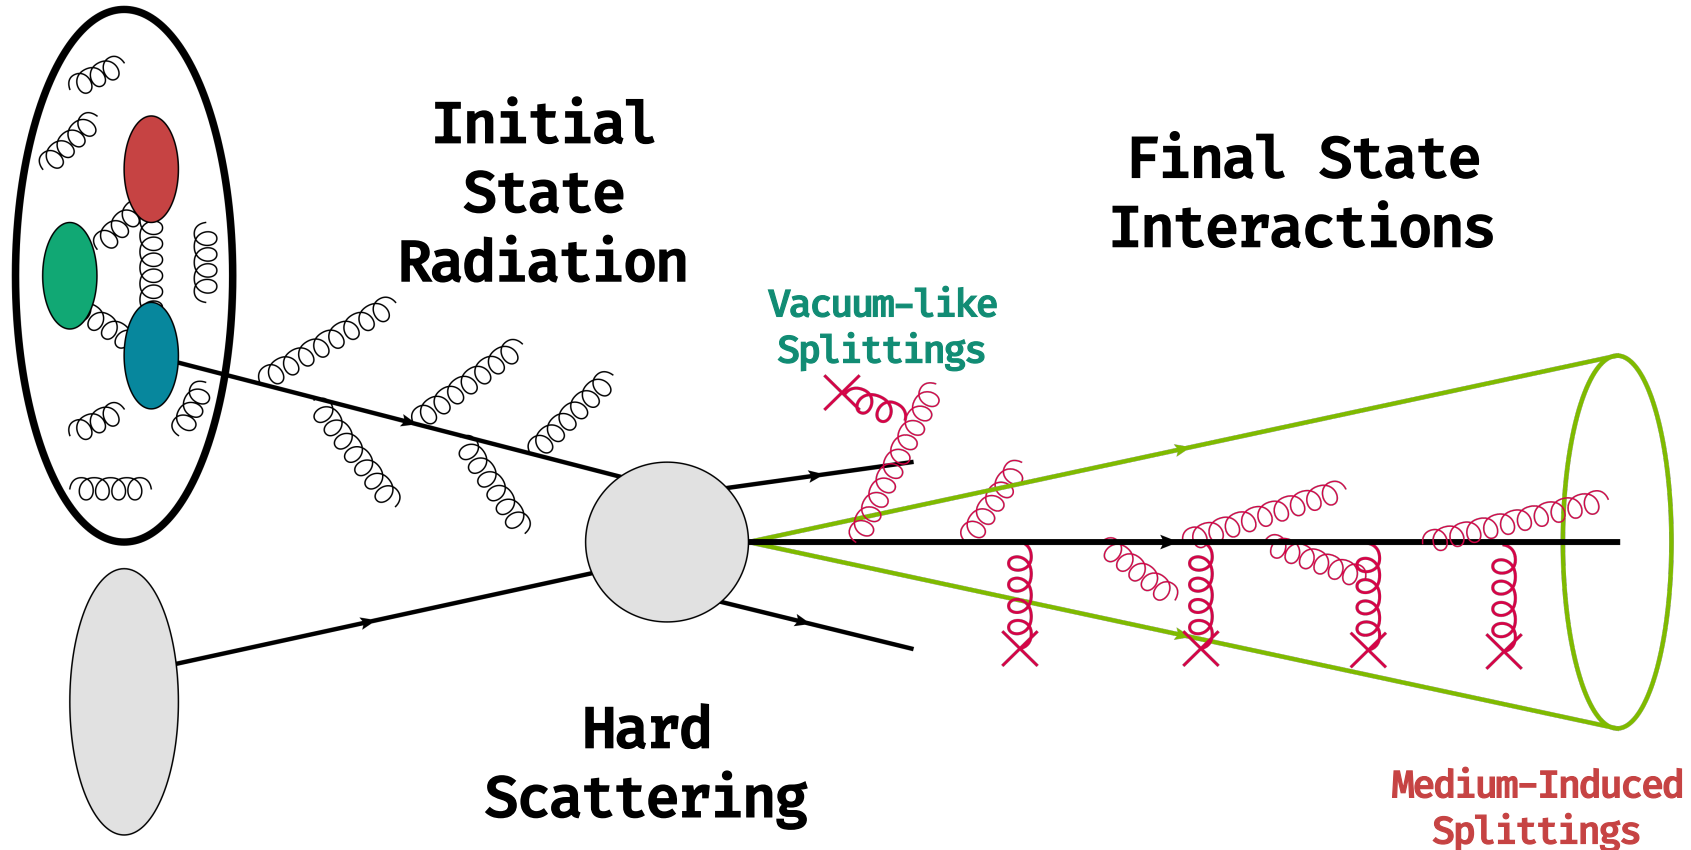 Initial
State
Radiation
Final State
Interactions
Vacuum-like
Splittings
Hard
Scattering
Medium-Induced
Splittings